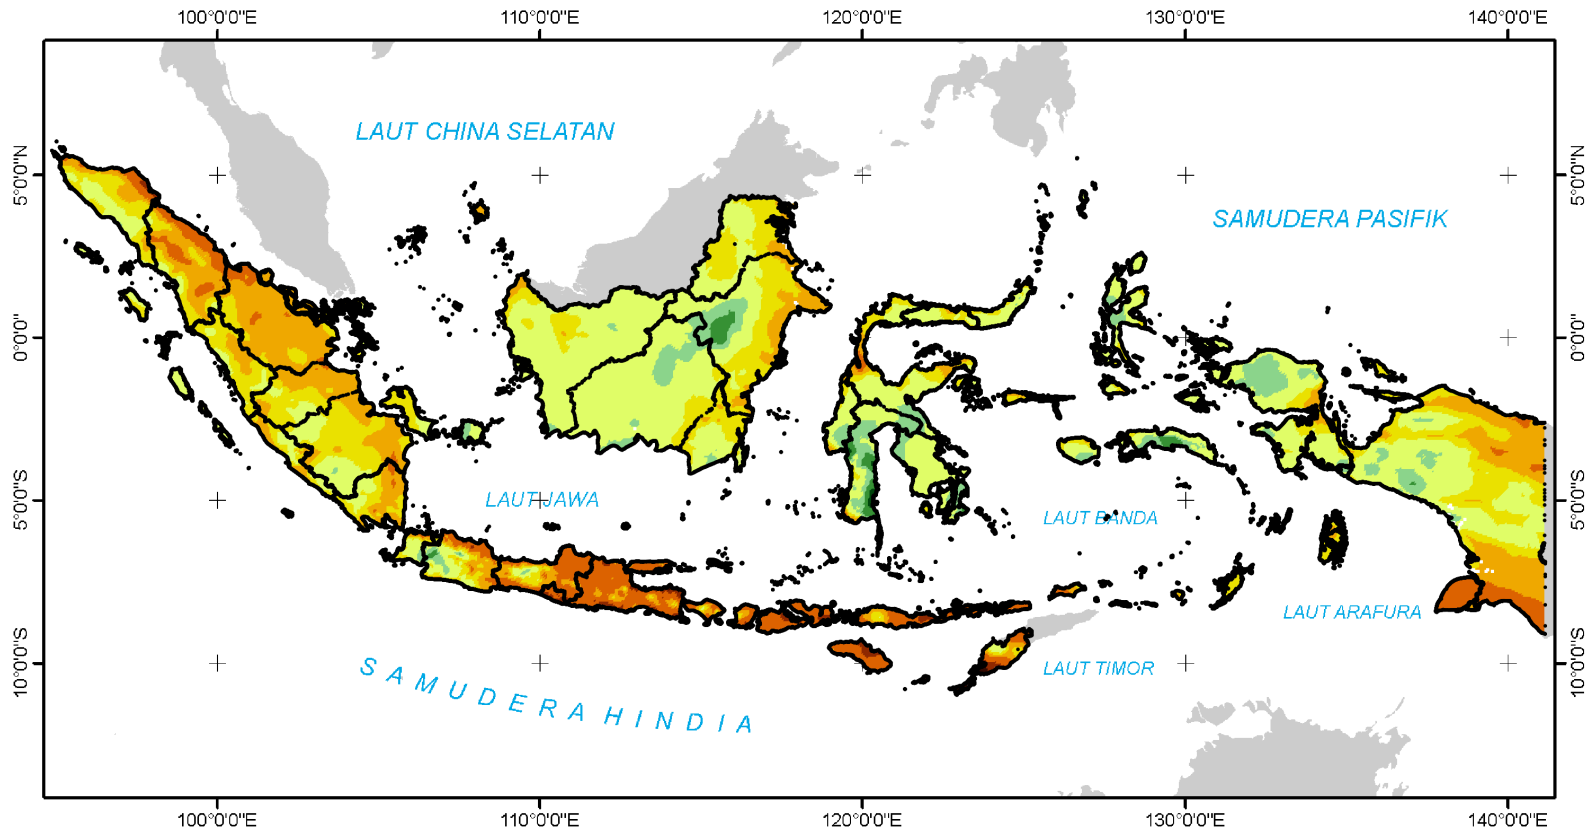 100°0'0"E 110°0'0"E 120°0'0"E 130°0'0"E 140°0'0"E
LAUT CHINA SELATAN
5°0'0"N
5°0'0"N
SAMUDERA PASIFIK
0°0'0"
0°0'0"
LAUT JAWA
5°0'0"S
5°0'0"S
LAUT BANDA
LAUT ARAFURA
10°0'0"S
SAMUDERA HINDIA
LAUT TIMOR
10°0'0"S
100°0'0"E 110°0'0"E 120°0'0"E 130°0'0"E 140°0'0"E